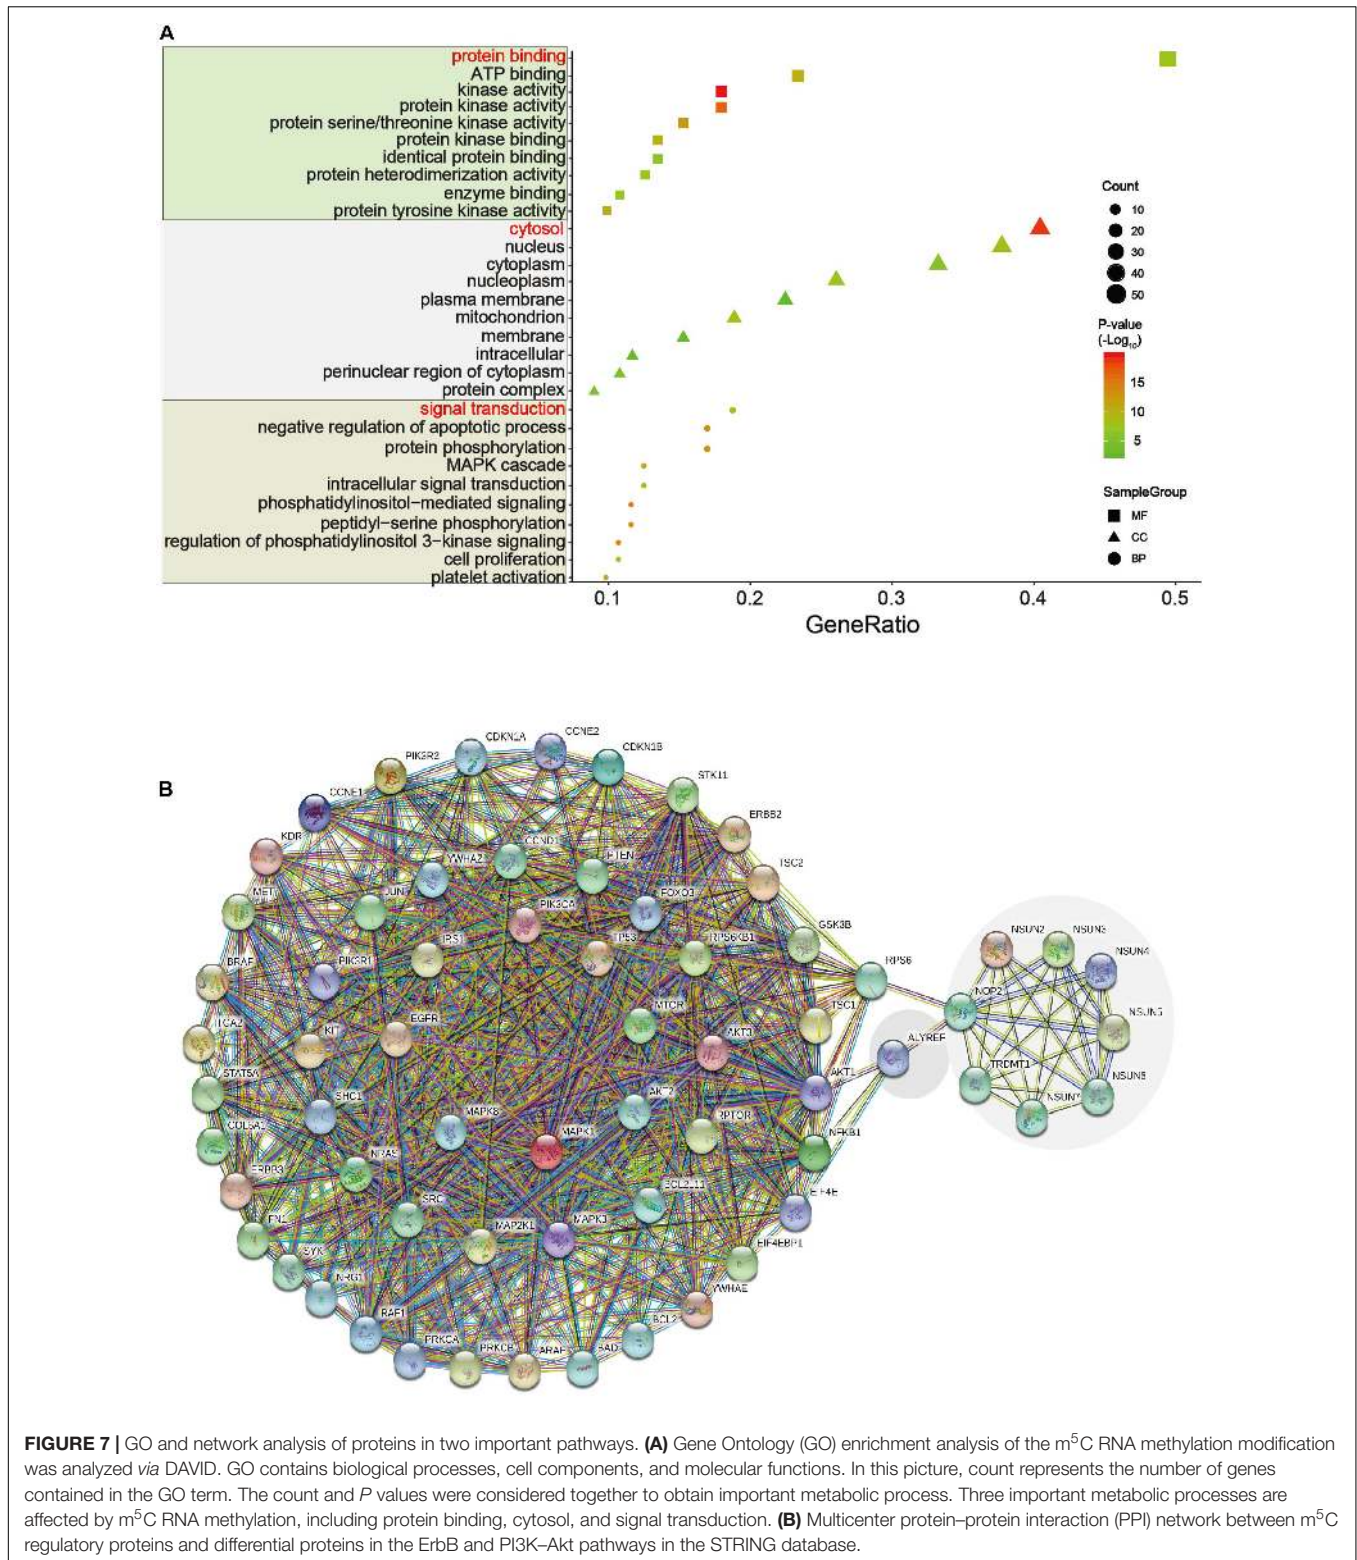 A
protein binding
ATP binding
kinase activity
protein kinase activity
protein serine/threonine kinase activity
protein kinase binding
identical protein binding
protein heterodimerization activity
enzyme binding
protein tyrosine kinase activity
cytosol
nucleus
cytoplasm
nucleoplasm
plasma membrane
mitochondrion
membrane
intracellular
perinuclear region of cytoplasm
protein complex
signal transduction
negative regulation of apoptotic process
protein phosphorylation
MAPK cascade
intracellular signal transduction
phosphatidylinositol−mediated signaling
peptidyl−serine phosphorylation
regulation of phosphatidylinositol 3−kinase signaling
cell proliferation
platelet activation
0.1 0.2 0.3 0.4 0.5
GeneRatio
Count
10
20
30
40
50
P-value
(-Log10)
15
10
5
SampleGroup
MF
CC
BP
B
CCNE2
CDKN1A
CDKN1B
PIK3R2
STK11
CCNE1
ERBB2
KDR
CCND1
YWHAZ
PTEN
TSC2
MET
JUN
FOXO3
PIK3CA
GSK3B
IRS1
TP53
RPS6KB1
NSUN2
NSUN3
NSUN4
BRAF
PIK3R1
RPS6
NOP2
MTOR
TSC1
NSUN5
ITGA2
KIT
EGFR
AKT3
ALYREF
STAT5A
AKT1
TRDMT1
NSUN7
NSUN6
SHC1
AKT2
COL6A1
MAPK8
MAPK1
RPTOR
NFKB1
ERBB3
NRAS
SRC
BCL2L11
EIF4E
FN1
MAP2K1
MAPK3
SYK
EIF4EBP1
NRG1
YWHAE
RAF1
BCL2
PRKCA
PRKCB
ARAF
BAD
FIGURE 7 | GO and network analysis of proteins in two important pathways. (A) Gene Ontology (GO) enrichment analysis of the m5C RNA methylation modification
was analyzed via DAVID. GO contains biological processes, cell components, and molecular functions. In this picture, count represents the number of genes
contained in the GO term. The count and P values were considered together to obtain important metabolic process. Three important metabolic processes are
affected by m5C RNA methylation, including protein binding, cytosol, and signal transduction. (B) Multicenter protein–protein interaction (PPI) network between m5C
regulatory proteins and differential proteins in the ErbB and PI3K–Akt pathways in the STRING database.